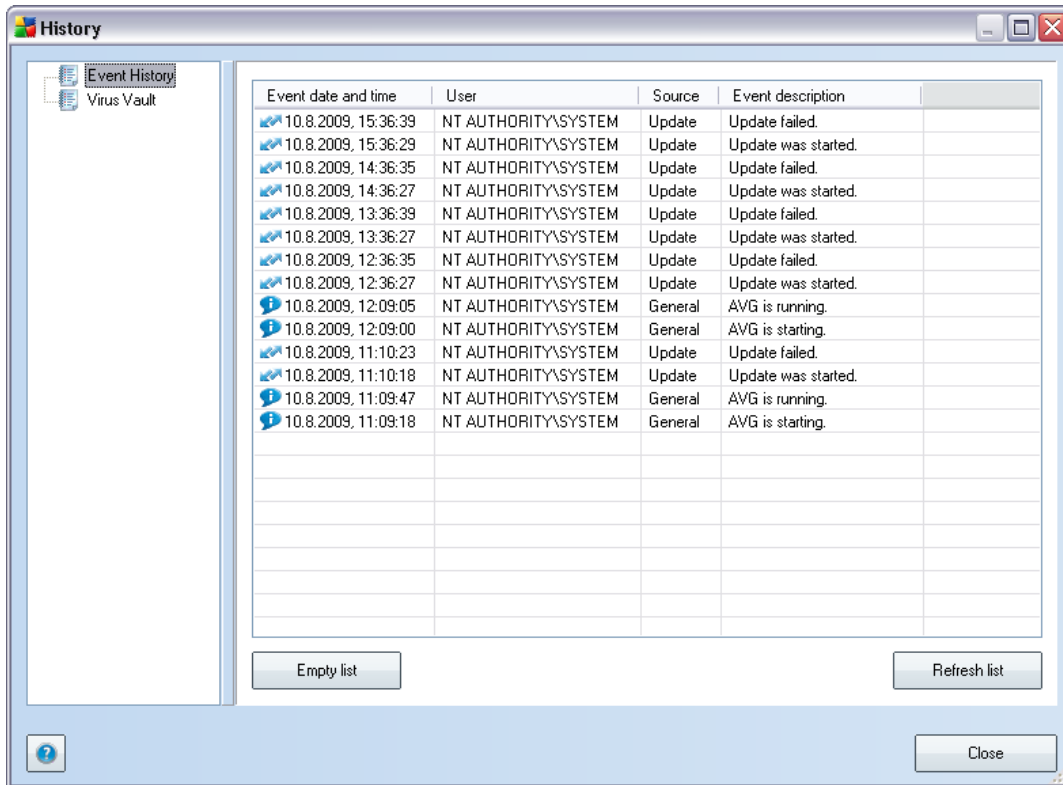 History
Event History
Virus Vault
Event date and time User Source Event description
10.8.2009, 15:36:39 NT AUTHORITY\SYSTEM Update Update failed.
10.8.2009, 15:36:29 NT AUTHORITY\SYSTEM Update Update was started.
10.8.2009, 14:36:35 NT AUTHORITY\SYSTEM Update Update failed.
10.8.2009, 14:36:27 NT AUTHORITY\SYSTEM Update Update was started.
10.8.2009, 13:36:39 NT AUTHORITY\SYSTEM Update Update failed.
10.8.2009, 13:36:27 NT AUTHORITY\SYSTEM Update Update was started.
10.8.2009, 12:36:35 NT AUTHORITY\SYSTEM Update Update failed.
10.8.2009, 12:36:27 NT AUTHORITY\SYSTEM Update Update was started.
10.8.2009, 12:09:05 NT AUTHORITY\SYSTEM General AVG is running.
10.8.2009, 12:09:00 NT AUTHORITY\SYSTEM General AVG is starting.
10.8.2009, 11:10:23 NT AUTHORITY\SYSTEM Update Update failed.
10.8.2009, 11:10:18 NT AUTHORITY\SYSTEM Update Update was started.
10.8.2009, 11:09:47 NT AUTHORITY\SYSTEM General AVG is running.
10.8.2009, 11:09:18 NT AUTHORITY\SYSTEM General AVG is starting.
Empty list Refresh list
? Close